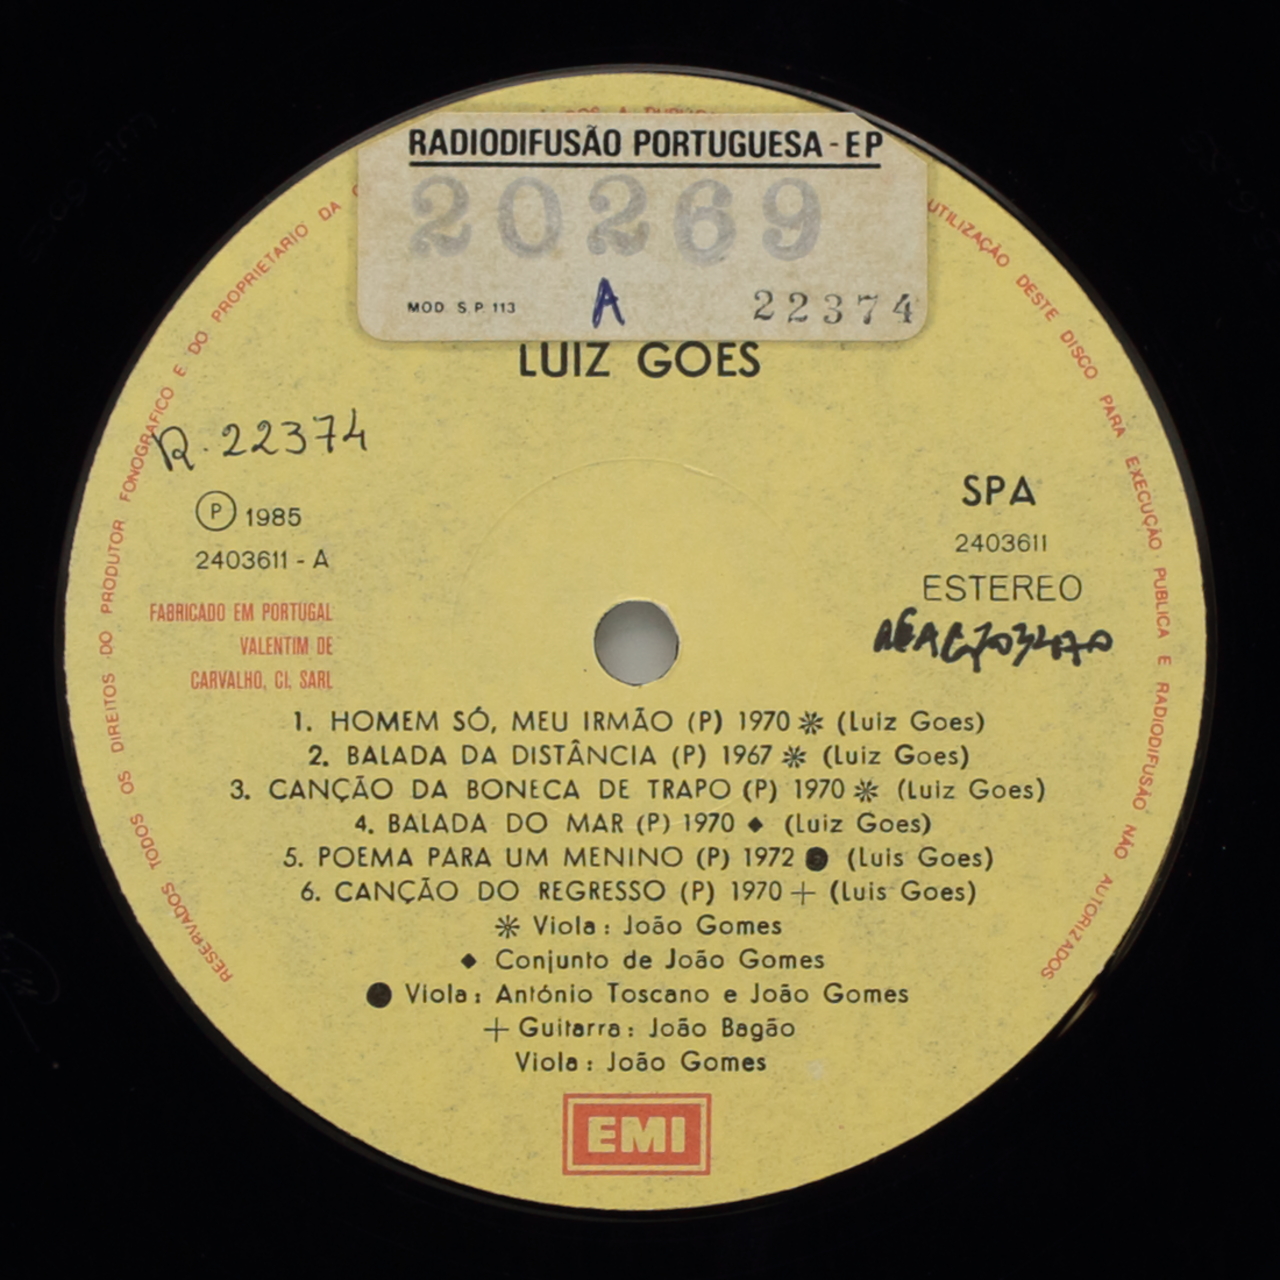 RADIODIFUSÃO PORTUGUESA - EP
20269
MOD. S.P. 113 A 22374
LUIZ GOES
R. 22374
Ⓟ 1985
2403611 - A
FABRICADO EM PORTUGAL
VALENTIM DE
CARVALHO, CI, SARL
SPA
2403611
ESTEREO
1. HOMEM SÓ, MEU IRMÃO (P) 1970 ✻ (Luiz Goes)
2. BALADA DA DISTÂNCIA (P) 1967 ✻ (Luiz Goes)
3. CANÇÃO DA BONECA DE TRAPO (P) 1970 ✻ (Luiz Goes)
4. BALADA DO MAR (P) 1970 ◆ (Luiz Goes)
5. POEMA PARA UM MENINO (P) 1972 ● (Luis Goes)
6. CANÇÃO DO REGRESSO (P) 1970 + (Luis Goes)
✻ Viola: João Gomes
◆ Conjunto de João Gomes
● Viola: António Toscano e João Gomes
+ Guitarra: João Bagão
Viola: João Gomes
EMI
RESERVADOS TODOS OS DIREITOS DO PRODUTOR FONOGRAFICO E DO PROPRIETARIO DA
UTILIZAÇÃO DESTE DISCO PARA EXECUÇÃO PUBLICA E RADIODIFUSÃO NÃO AUTORIZADOS